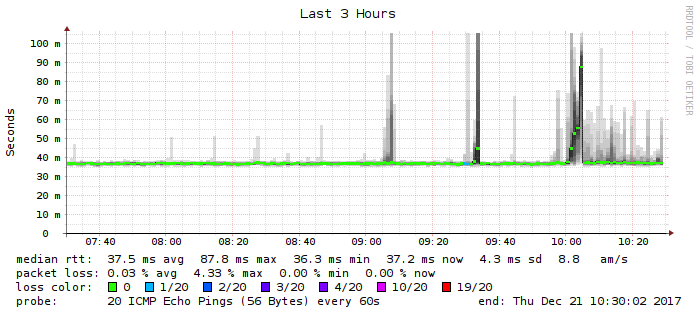 Last 3 Hours
RRDTOOL / TOBI OETIKER
Seconds
100 m
90 m
80 m
70 m
60 m
50 m
40 m
30 m
20 m
10 m
0
07:40 08:00 08:20 08:40 09:00 09:20 09:40 10:00 10:20
median rtt: 37.5 ms avg 87.8 ms max 36.3 ms min 37.2 ms now 4.3 ms sd 8.8 am/s
packet loss: 0.03 % avg 4.33 % max 0.00 % min 0.00 % now
loss color: 0 1/20 2/20 3/20 4/20 10/20 19/20
probe: 20 ICMP Echo Pings (56 Bytes) every 60s end: Thu Dec 21 10:30:02 2017